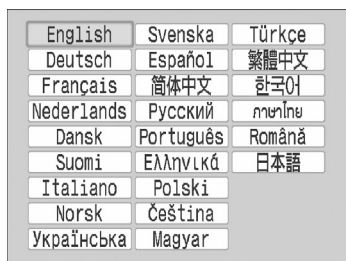 English Svenska Türkçe
Deutsch Español 繁體中文
Français 简体中文 한국어
Nederlands Русский ภาษาไทย
Dansk Português Română
Suomi Ελληνικά 日本語
Italiano Polski
Norsk Čeština
Українська Magyar